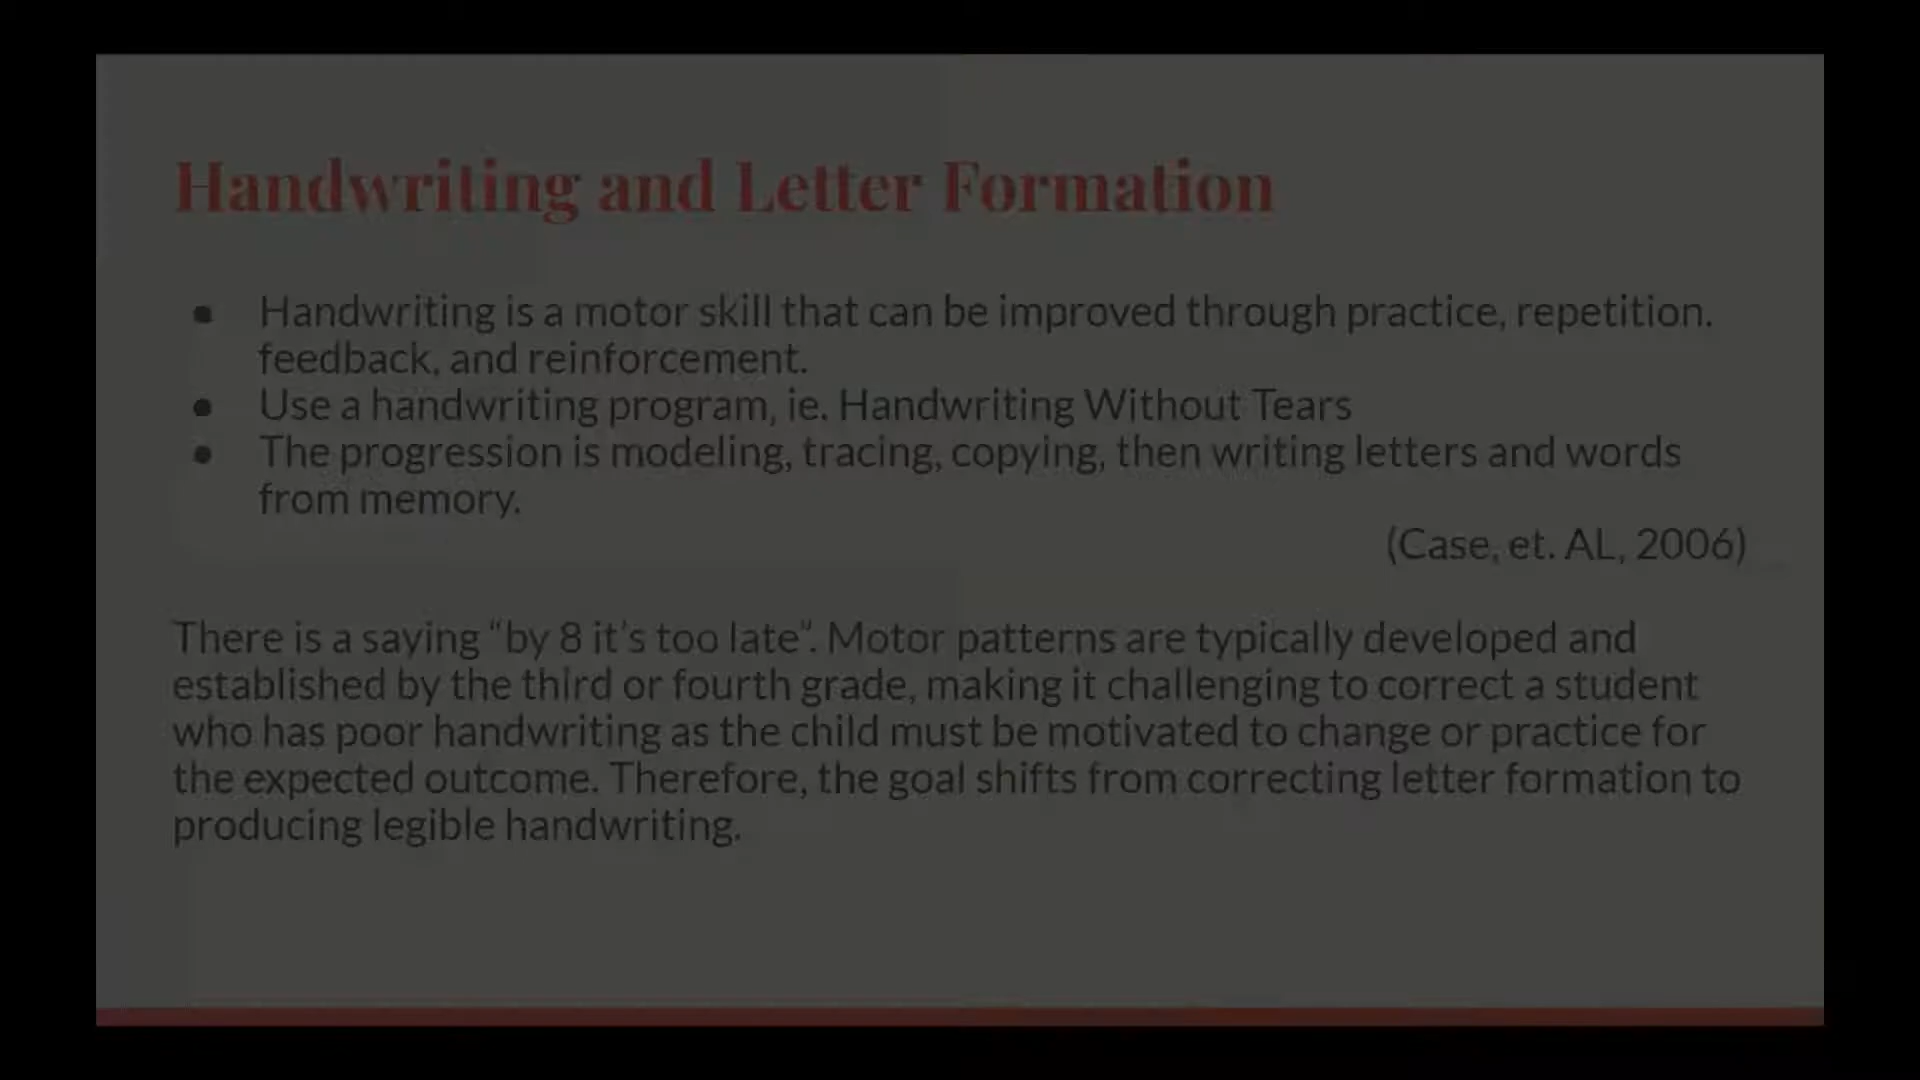 Handwriting and Letter Formation
● Handwriting is a motor skill that can be improved through practice, repetition.
feedback, and reinforcement.
● Use a handwriting program, ie. Handwriting Without Tears
● The progression is modeling, tracing, copying, then writing letters and words
from memory.
(Case, et. AL, 2006)
There is a saying “by 8 it’s too late”. Motor patterns are typically developed and
established by the third or fourth grade, making it challenging to correct a student
who has poor handwriting as the child must be motivated to change or practice for
the expected outcome. Therefore, the goal shifts from correcting letter formation to
producing legible handwriting.